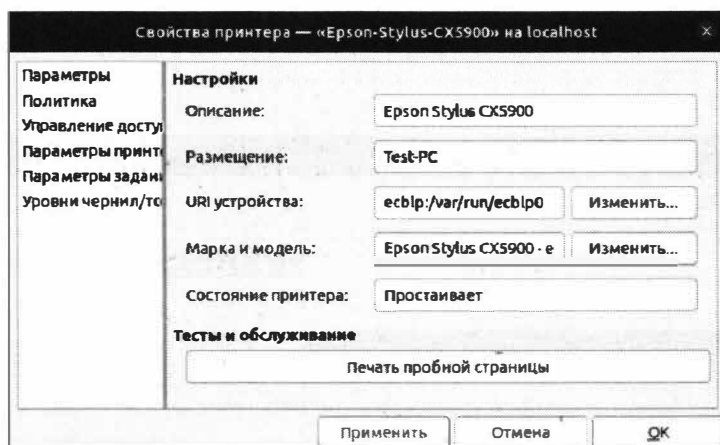 Свойства принтера — «Epson-Stylus-CX5900» на localhost
Параметры
Политика
Управление досту
Параметры принт
Параметры задан
Уровни чернил/то
Настройки
Описание: Epson Stylus CX5900
Размещение: Test-PC
URI устройства: ecblp:/var/run/ecblp0 Изменить...
Марка и модель: Epson Stylus CX5900 - e Изменить...
Состояние принтера: Простаивает
Тесты и обслуживание
Печать пробной страницы
Применить Отмена OK